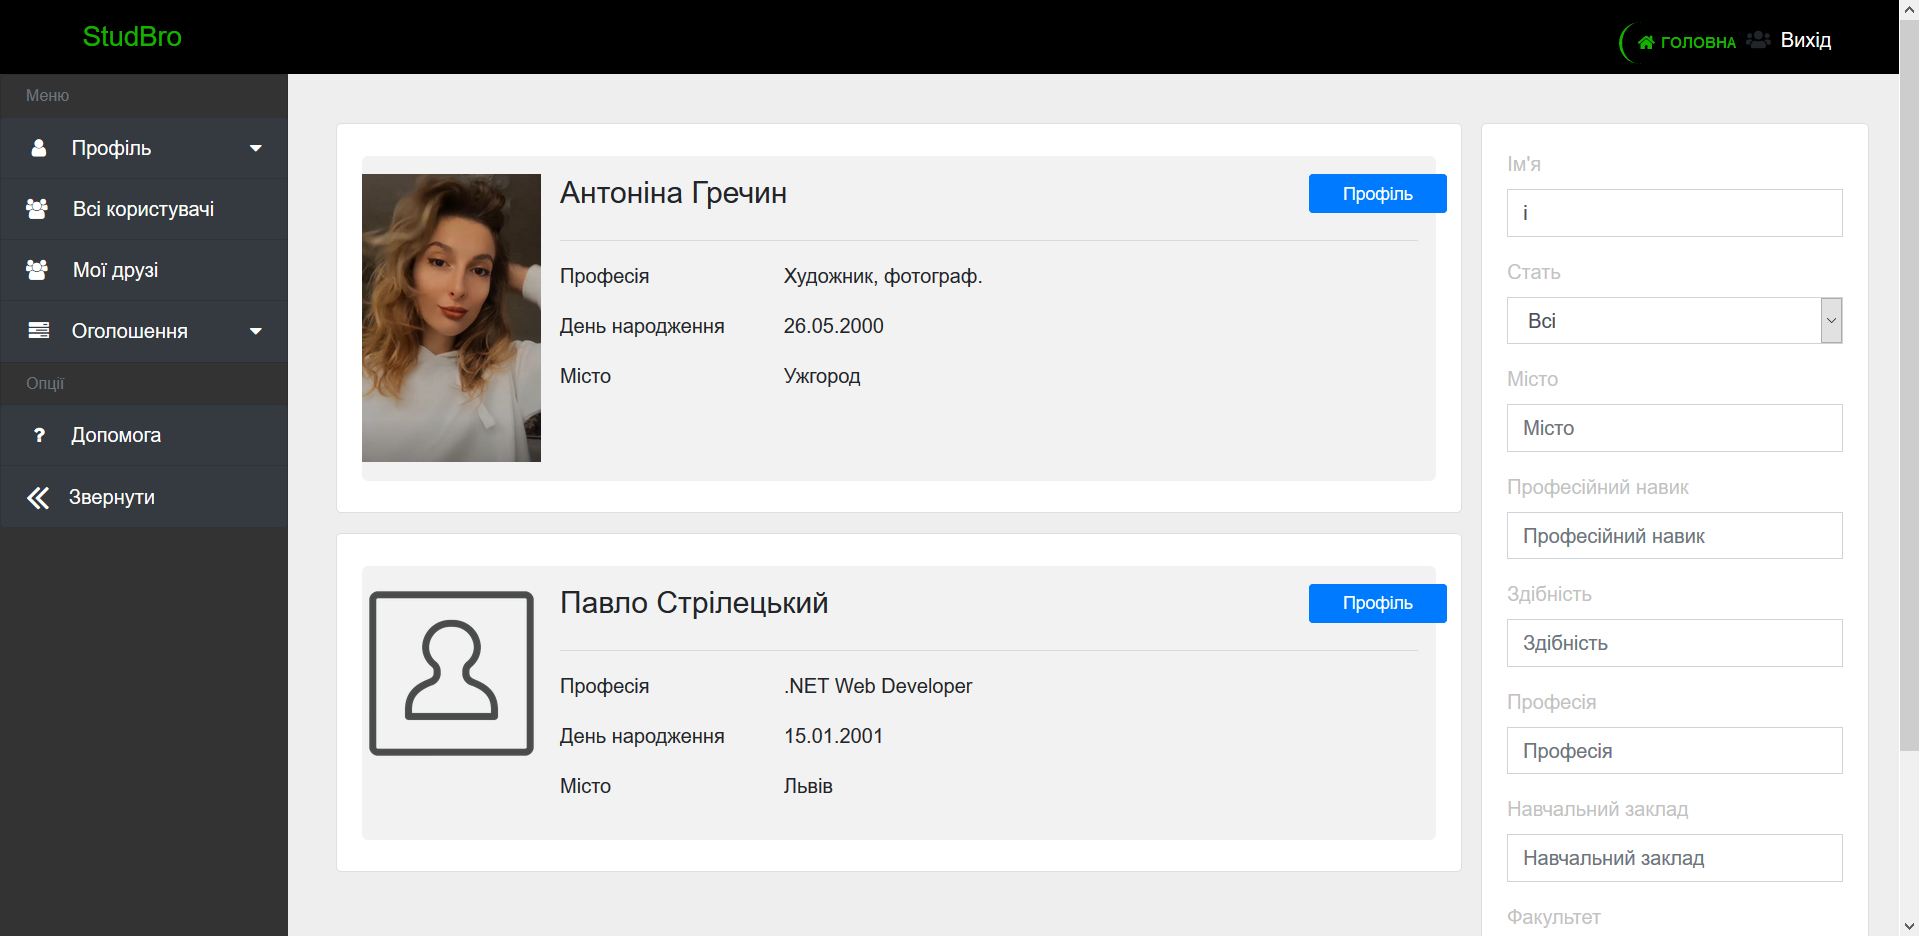 StudBro
ГОЛОВНА
Вихід
Меню
Профіль
Всі користувачі
Мої друзі
Оголошення
Опції
? Допомога
Звернути
Антоніна Гречин
Профіль
Професія Художник, фотограф.
День народження 26.05.2000
Місто Ужгород
Павло Стрілецький
Профіль
Професія .NET Web Developer
День народження 15.01.2001
Місто Львів
Ім'я
і
Стать
Всі
Місто
Місто
Професійний навик
Професійний навик
Здібність
Здібність
Професія
Професія
Навчальний заклад
Навчальний заклад
Факультет